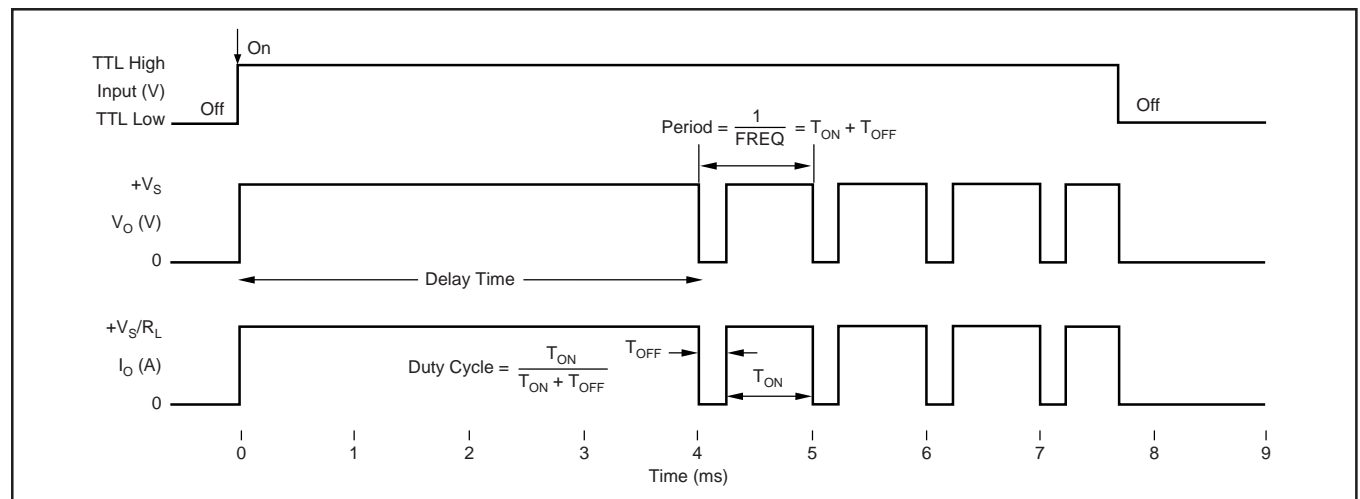 On
TTL High
Input (V)
Off
TTL Low
Off
Period = 1 / FREQ = T_ON + T_OFF
+V_S
V_O (V)
0
Delay Time
+V_S/R_L
I_O (A)
0
Duty Cycle = T_ON / T_ON + T_OFF
T_OFF
T_ON
0 1 2 3 4 5 6 7 8 9
Time (ms)